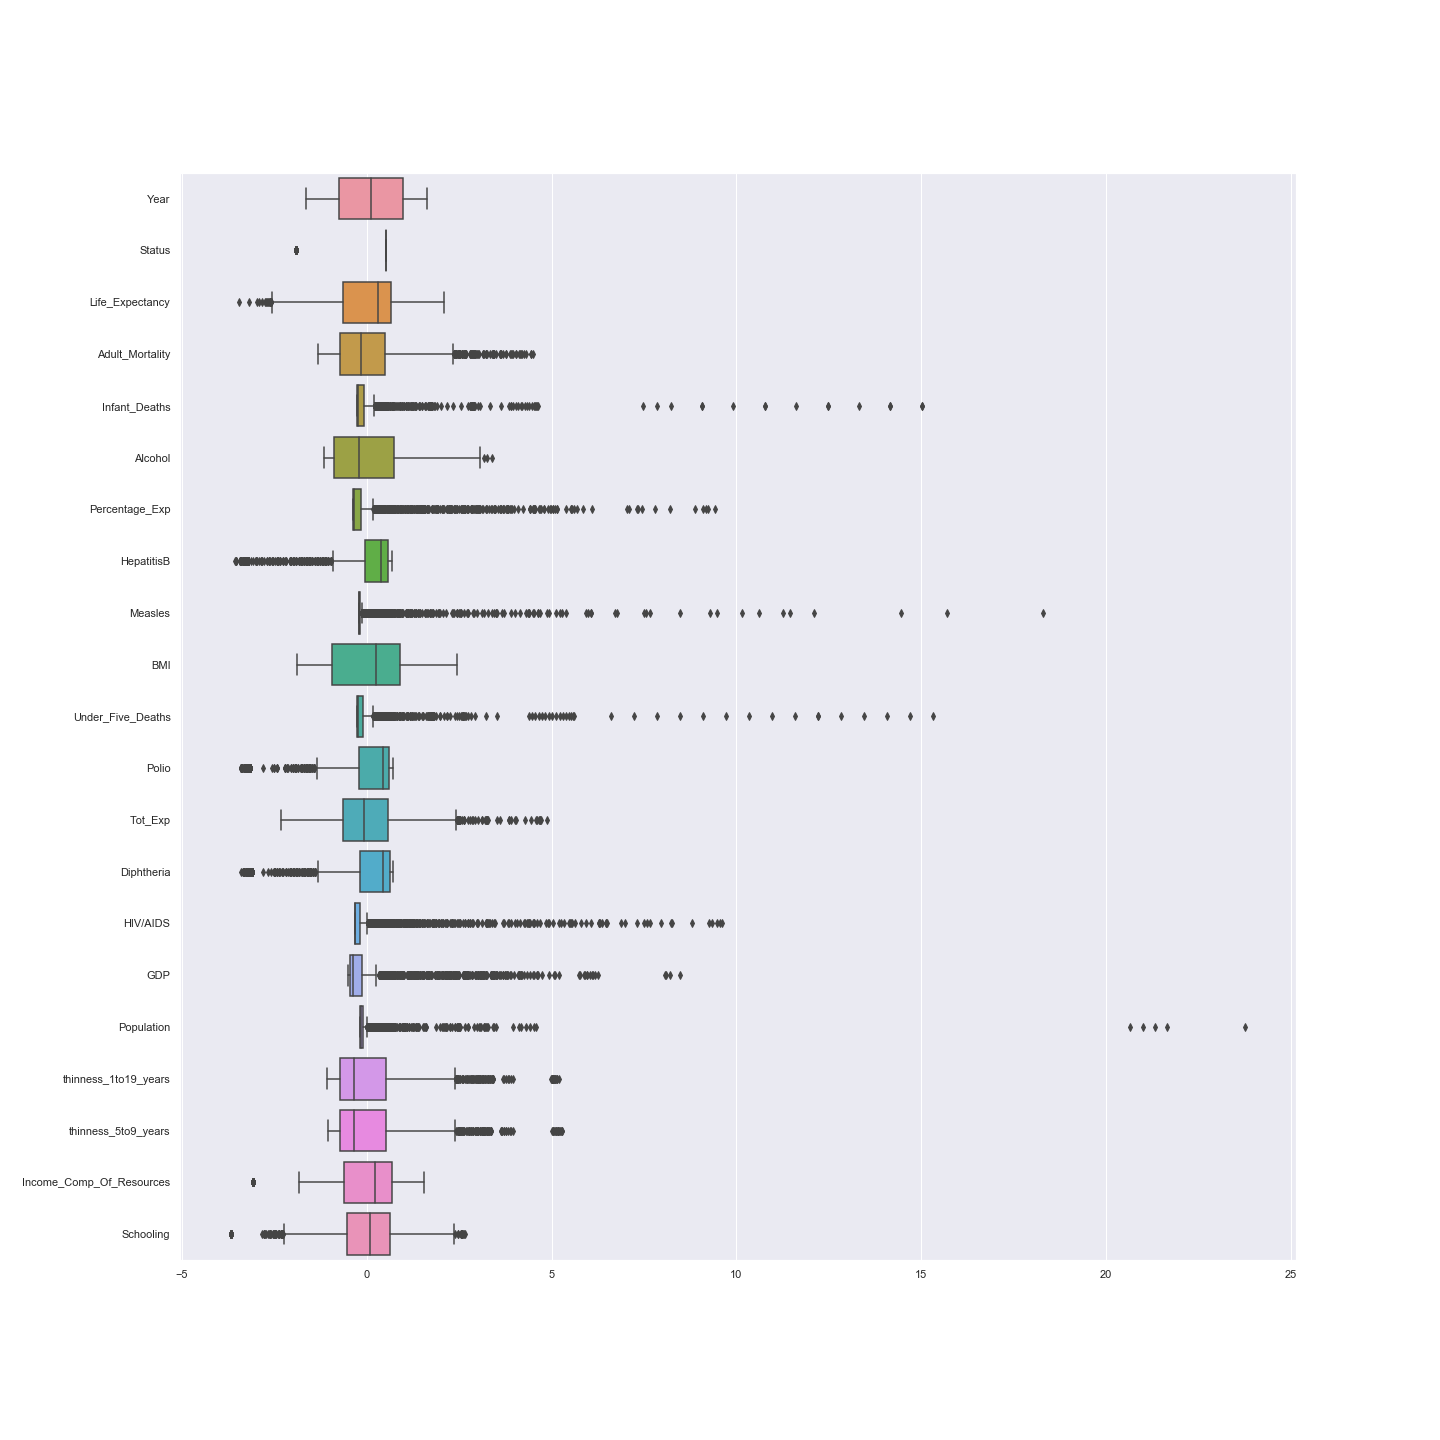 Year
Status
Life_Expectancy
Adult_Mortality
Infant_Deaths
Alcohol
Percentage_Exp
HepatitisB
Measles
BMI
Under_Five_Deaths
Polio
Tot_Exp
Diphtheria
HIV/AIDS
GDP
Population
thinness_1to19_years
thinness_5to9_years
Income_Comp_Of_Resources
Schooling
−5 0 5 10 15 20 25